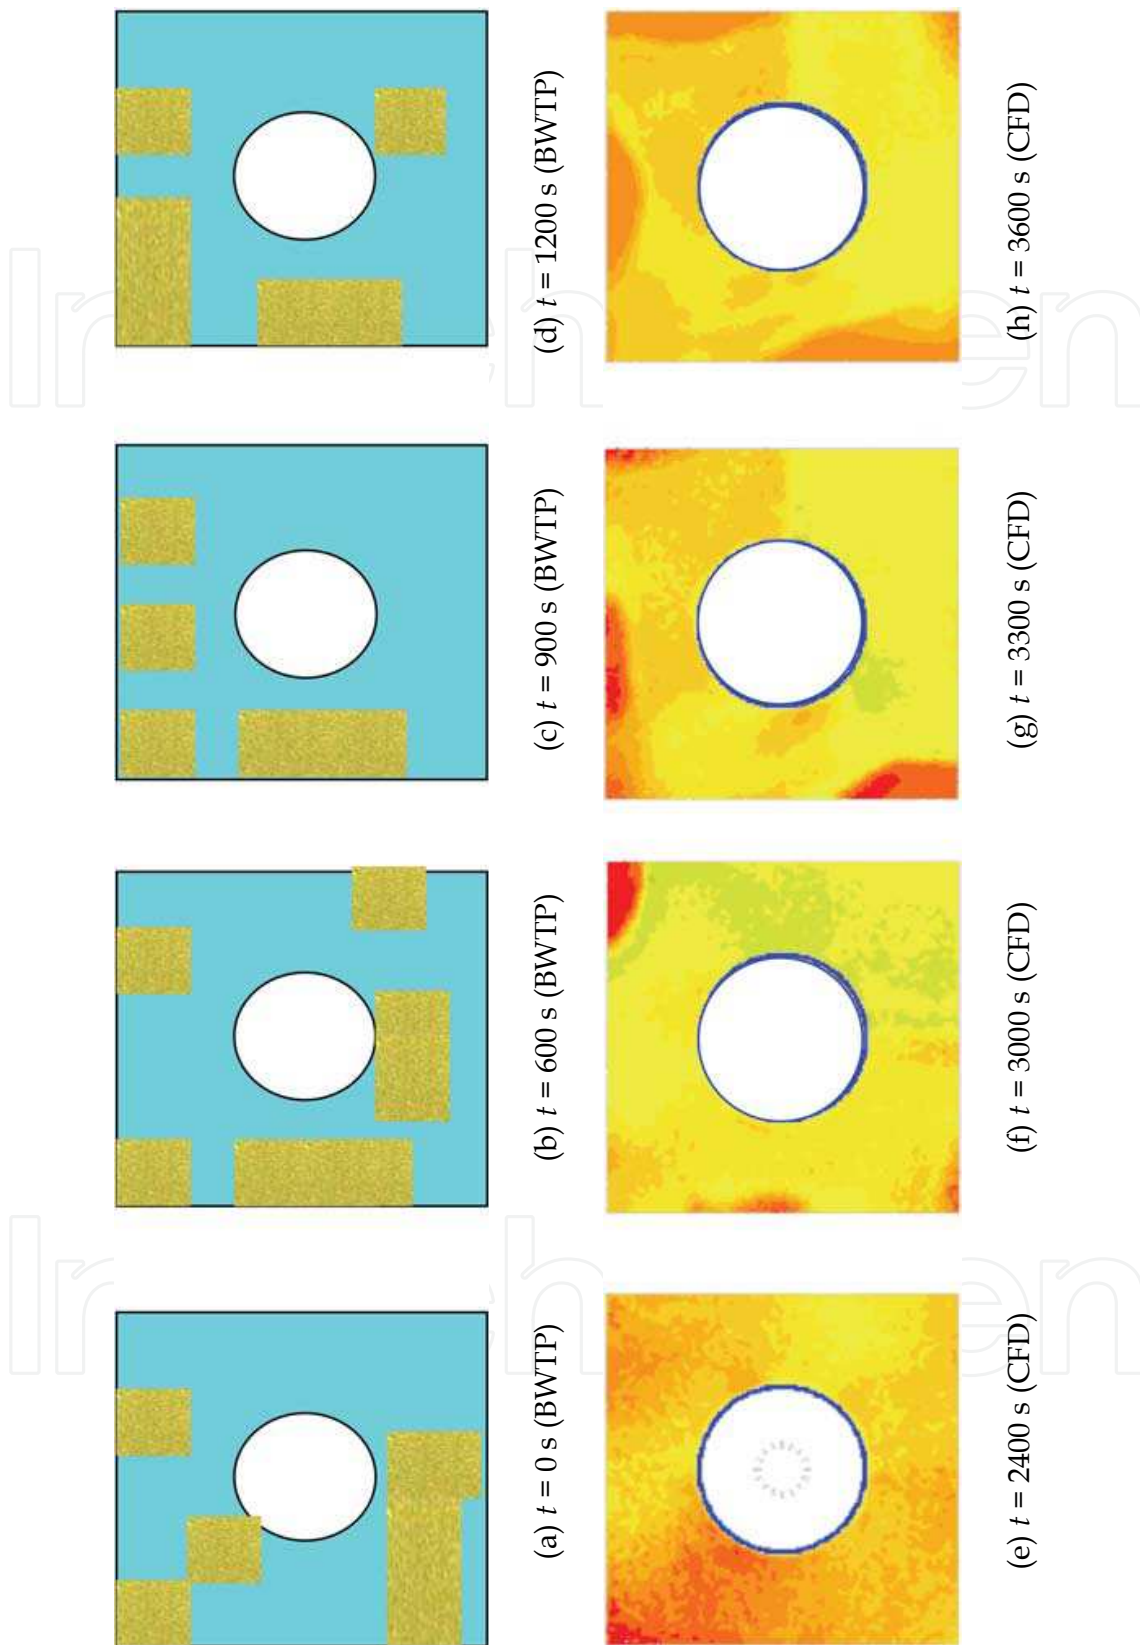 (a) t = 0 s (BWTP)
(b) t = 600 s (BWTP)
(c) t = 900 s (BWTP)
(d) t = 1200 s (BWTP)
(e) t = 2400 s (CFD)
(f) t = 3000 s (CFD)
(g) t = 3300 s (CFD)
(h) t = 3600 s (CFD)